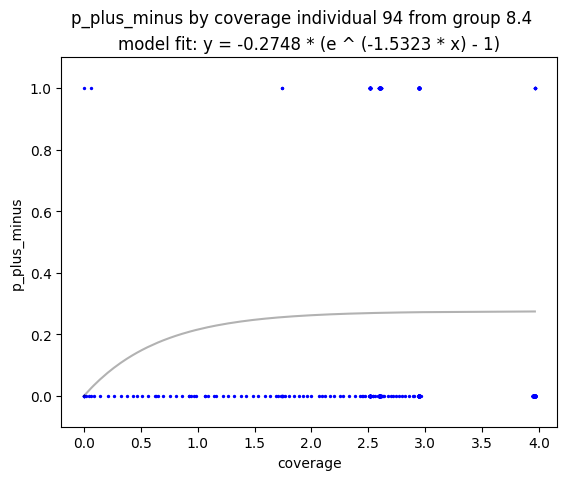 p_plus_minus by coverage individual 94 from group 8.4
model fit: y = -0.2748 * (e ^ (-1.5323 * x) - 1)
1.0
0.8
0.6
0.4
0.2
0.0
p_plus_minus
0.0 0.5 1.0 1.5 2.0 2.5 3.0 3.5 4.0
coverage